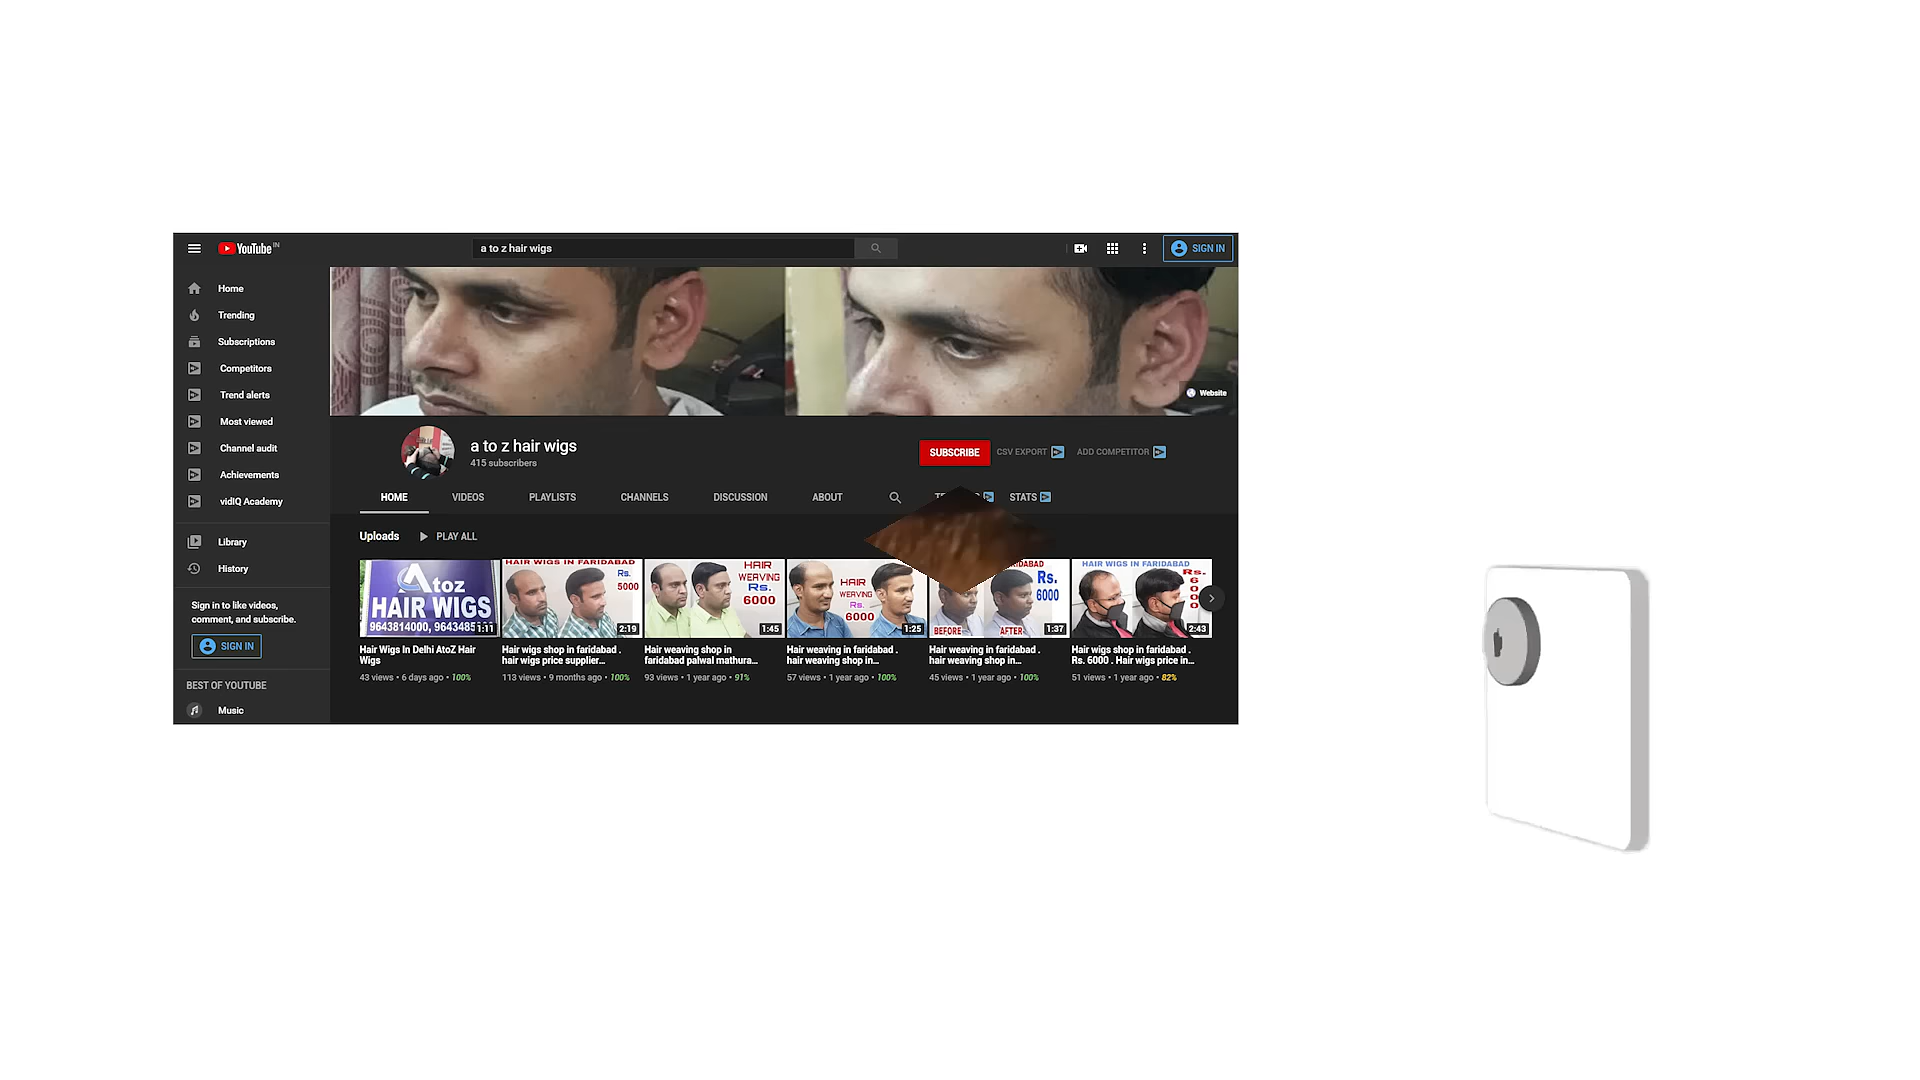 YouTube IN
a to z hair wigs
SIGN IN
Home
Trending
Subscriptions
Competitors
Trend alerts
Most viewed
Channel audit
Achievements
vidIQ Academy
Library
History
Sign in to like videos,
comment, and subscribe.
SIGN IN
BEST OF YOUTUBE
Music
Website
a to z hair wigs
415 subscribers
SUBSCRIBE
CSV EXPORT
ADD COMPETITOR
HOME
VIDEOS
PLAYLISTS
CHANNELS
DISCUSSION
ABOUT
STATS
Uploads
PLAY ALL
Atoz
HAIR WIGS
9643814000, 9643485
1:11
Hair Wigs In Delhi AtoZ Hair
Wigs
43 views • 6 days ago • 100%
HAIR WIGS IN FARIDABAD
Rs.
5000
2:19
Hair wigs shop in faridabad .
hair wigs price supplier...
113 views • 9 months ago • 100%
HAIR
WEAVING
Rs.
6000
1:45
Hair weaving shop in
faridabad palwal mathura...
93 views • 1 year ago • 91%
HAIR
WERVING
Rs.
6000
1:25
Hair weaving in faridabad .
hair weaving shop in...
57 views • 1 year ago • 100%
Rs.
6000
BEFORE
AFTER
1:37
Hair weaving in faridabad .
hair weaving shop in...
45 views • 1 year ago • 100%
HAIR WIGS IN FARIDABAD
Rs.
6000
2:43
Hair wigs shop in faridabad .
Rs. 6000 . Hair wigs price in...
51 views • 1 year ago • 82%